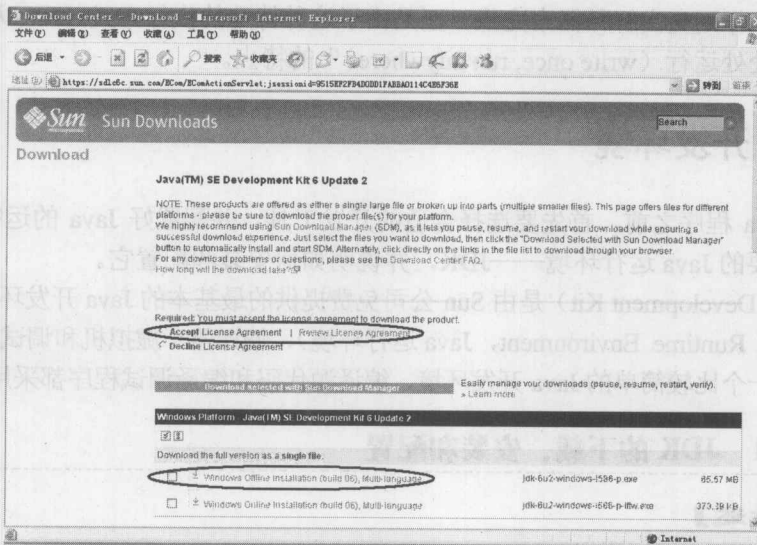 Download Center - Download - Microsoft Internet Explorer
文件(F) 编辑(E) 查看(V) 收藏(A) 工具(T) 帮助(H)
后退 搜索 收藏夹
https://sdlc6c.sun.com/ECom/EComActionServlet;jsessionid= 转到 链接
Sun Sun Downloads Search
Download
Java(TM) SE Development Kit 6 Update 2
NOTE: These products are offered as either a single large file or broken up into parts (multiple smaller files). This page offers files for different
platforms - please be sure to download the proper file(s) for your platform.
We highly recommend using Sun Download Manager (SDM), as it lets you pause, resume, and restart your download while ensuring a
successful download experience. Just select the files you want to download, then click the "Download Selected with Sun Download Manager"
button to automatically install and start SDM. Alternately, click directly on the links in the file list to download through your browser.
For any download problems or questions, please see the Download Center FAQ.
How long will the download take?
Required: You must accept the license agreement to download the product.
Accept License Agreement | Review License Agreement
Decline License Agreement
Download Selected with Sun Download Manager
Easily manage your downloads (pause, resume, restart, verify).
» Learn more
Windows Platform - Java(TM) SE Development Kit 6 Update 2
Download the full version as a single file.
Windows Offline Installation (build 06), Multi-language jdk-6u2-windows-i586-p.exe 65.57 MB
Windows Online Installation (build 06), Multi-language jdk-6u2-windows-i586-p-iftw.exe
Internet